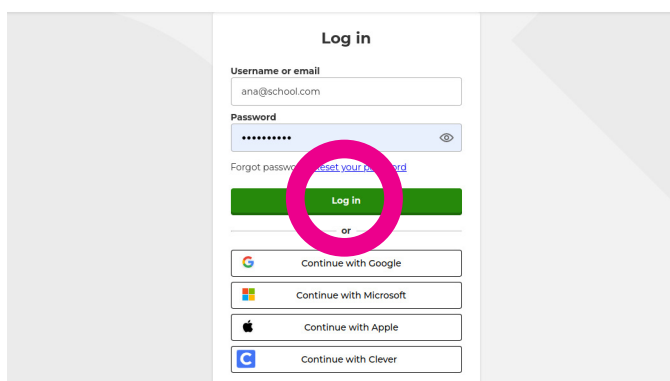 Log in
Username or email
ana@school.com
Password
••••••••••
Forgot reset your
Log in
or
Continue with Google
Continue with Microsoft
Continue with Apple
C Continue with Clever